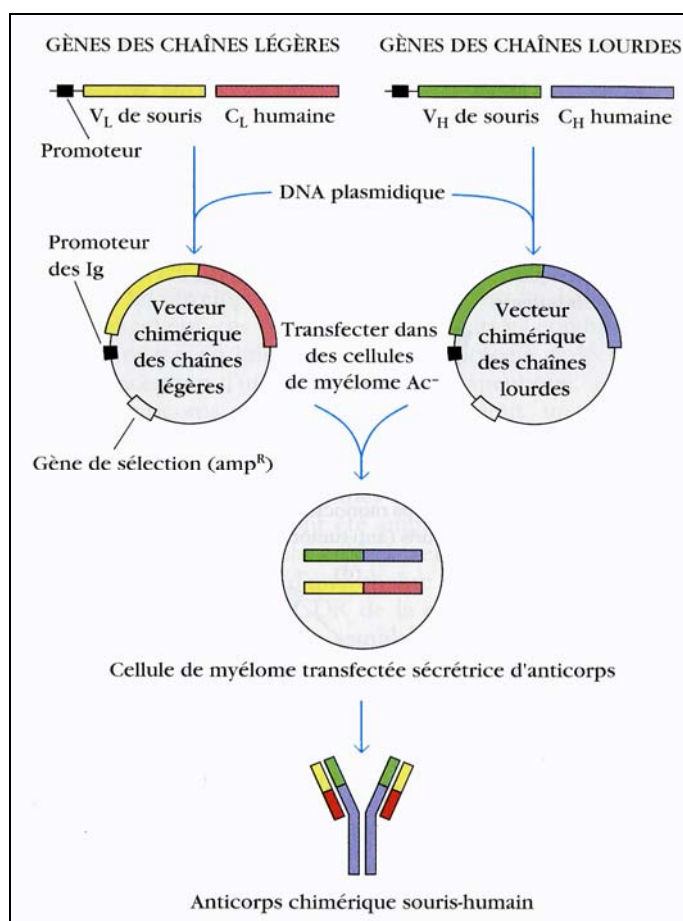 GÈNES DES CHAÎNES LÉGÈRES
GÈNES DES CHAÎNES LOURDES
V_L de souris
C_L humaine
V_H de souris
C_H humaine
Promoteur
DNA plasmidique
Promoteur
des Ig
Vecteur
chimérique
des chaînes
légères
Transfecter dans
des cellules
de myélome Ac⁻
Vecteur
chimérique
des chaînes
lourdes
Gène de sélection (amp^R)
Cellule de myélome transfectée sécrétrice d'anticorps
Anticorps chimérique souris-humain